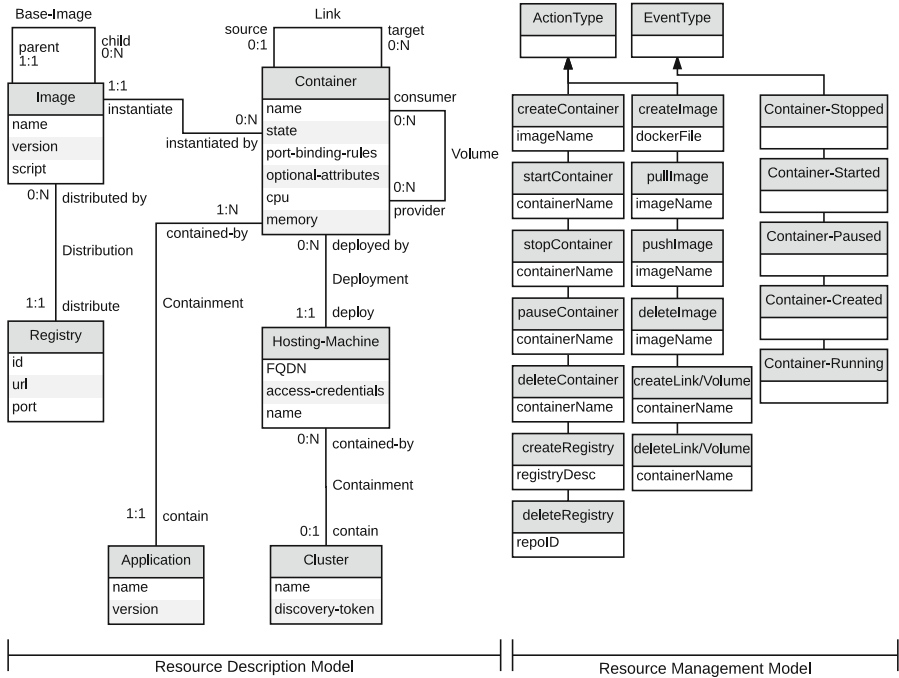 Base-Image
parent
1:1
child
0:N
Image
name
version
script
1:1
instantiate
0:N
instantiated by
Link
source
0:1
target
0:N
Container
name
state
port-binding-rules
optional-attributes
cpu
memory
consumer
0:N
Volume
0:N
provider
0:N
distributed by
Distribution
1:1
distribute
Registry
id
url
port
1:N
contained-by
Containment
1:1
contain
Application
name
version
0:N
deployed by
Deployment
1:1
deploy
Hosting-Machine
FQDN
access-credentials
name
0:N
contained-by
Containment
0:1
contain
Cluster
name
discovery-token
Resource Description Model
ActionType
EventType
createContainer
imageName
startContainer
containerName
stopContainer
containerName
pauseContainer
containerName
deleteContainer
containerName
createRegistry
registryDesc
deleteRegistry
repoID
createImage
dockerFile
pullImage
imageName
pushImage
imageName
deleteImage
imageName
createLink/Volume
containerName
deleteLink/Volume
containerName
Container-Stopped
Container-Started
Container-Paused
Container-Created
Container-Running
Resource Management Model